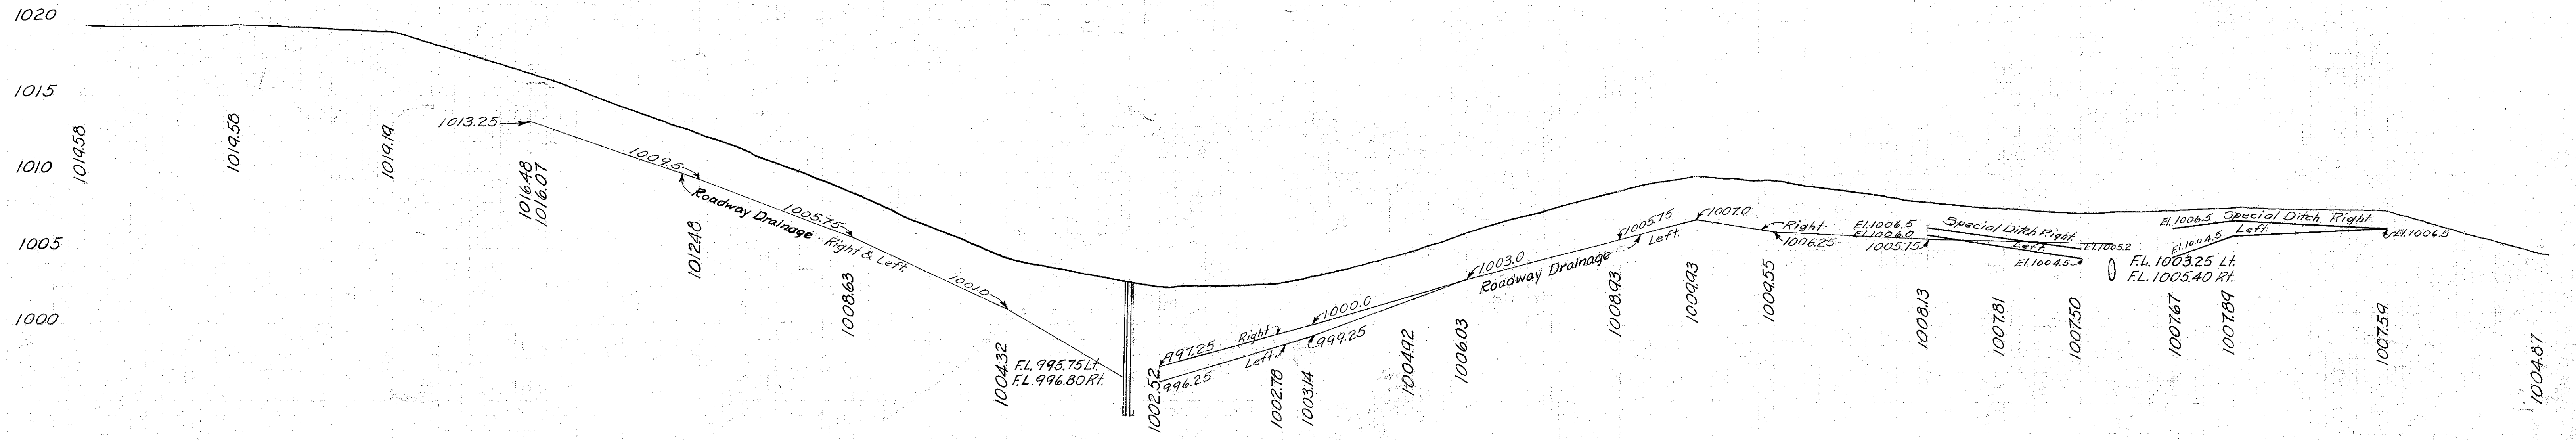 1020
1015
1010
1005
1000
1019.58
1019.58
1019.19
1013.25
1016.48
1016.07
1009.5
Roadway Drainage Right & Left.
1012.48
1005.75
1008.63
1001.0
1004.32
F.L. 995.75 Lt.
F.L. 996.80 Rt.
1002.52
997.25
Right
996.25
Left
1002.78
1003.14
1000.0
999.25
1004.92
1006.03
1003.0
Roadway Drainage
Left.
1005.75
1008.93
1007.0
1009.93
1009.55
Right
1006.25
El. 1006.5
El. 1006.0
1005.75
1008.13
Special Ditch Right
Left
El. 1005.2
El. 1004.5
1007.81
1007.50
F.L. 1003.25 Lt.
F.L. 1005.40 Rt.
El. 1006.5 Special Ditch Right
El. 1004.5
Left
El. 1006.5
1007.67
1007.89
1007.59
1004.87